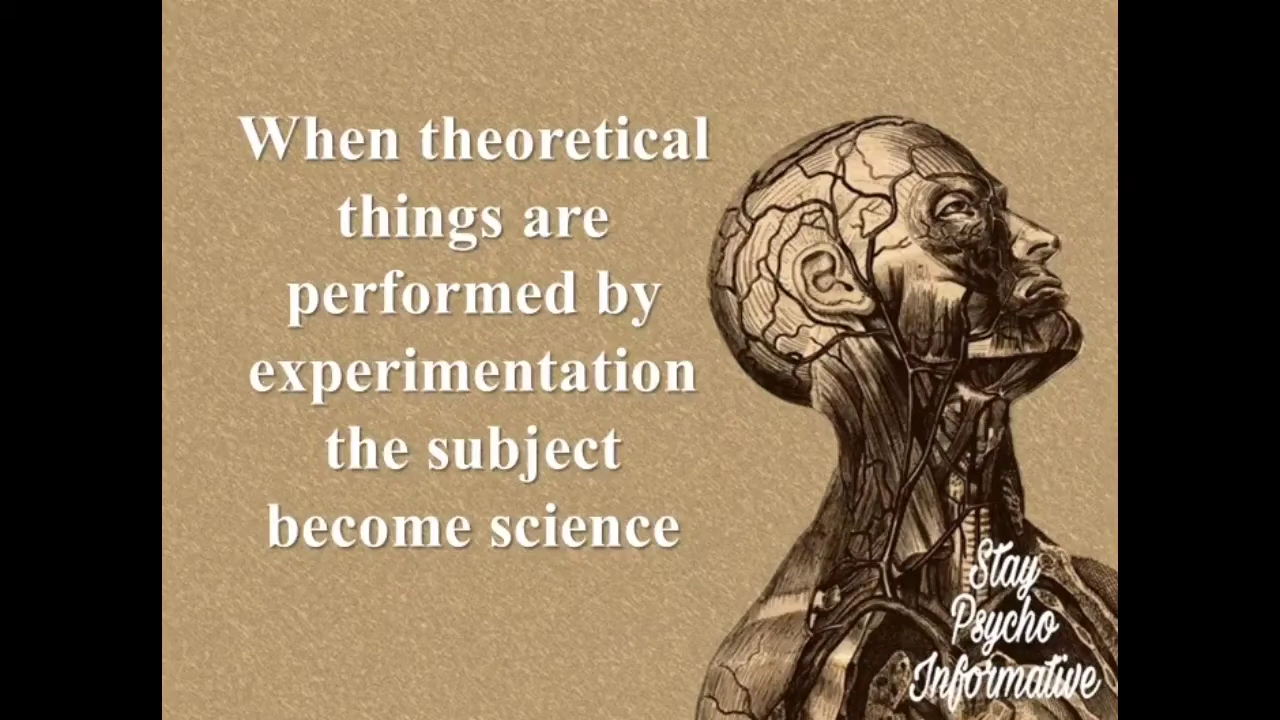 When theoretical
things are
performed by
experimentation
the subject
become science
Stay
Psycho
Informative